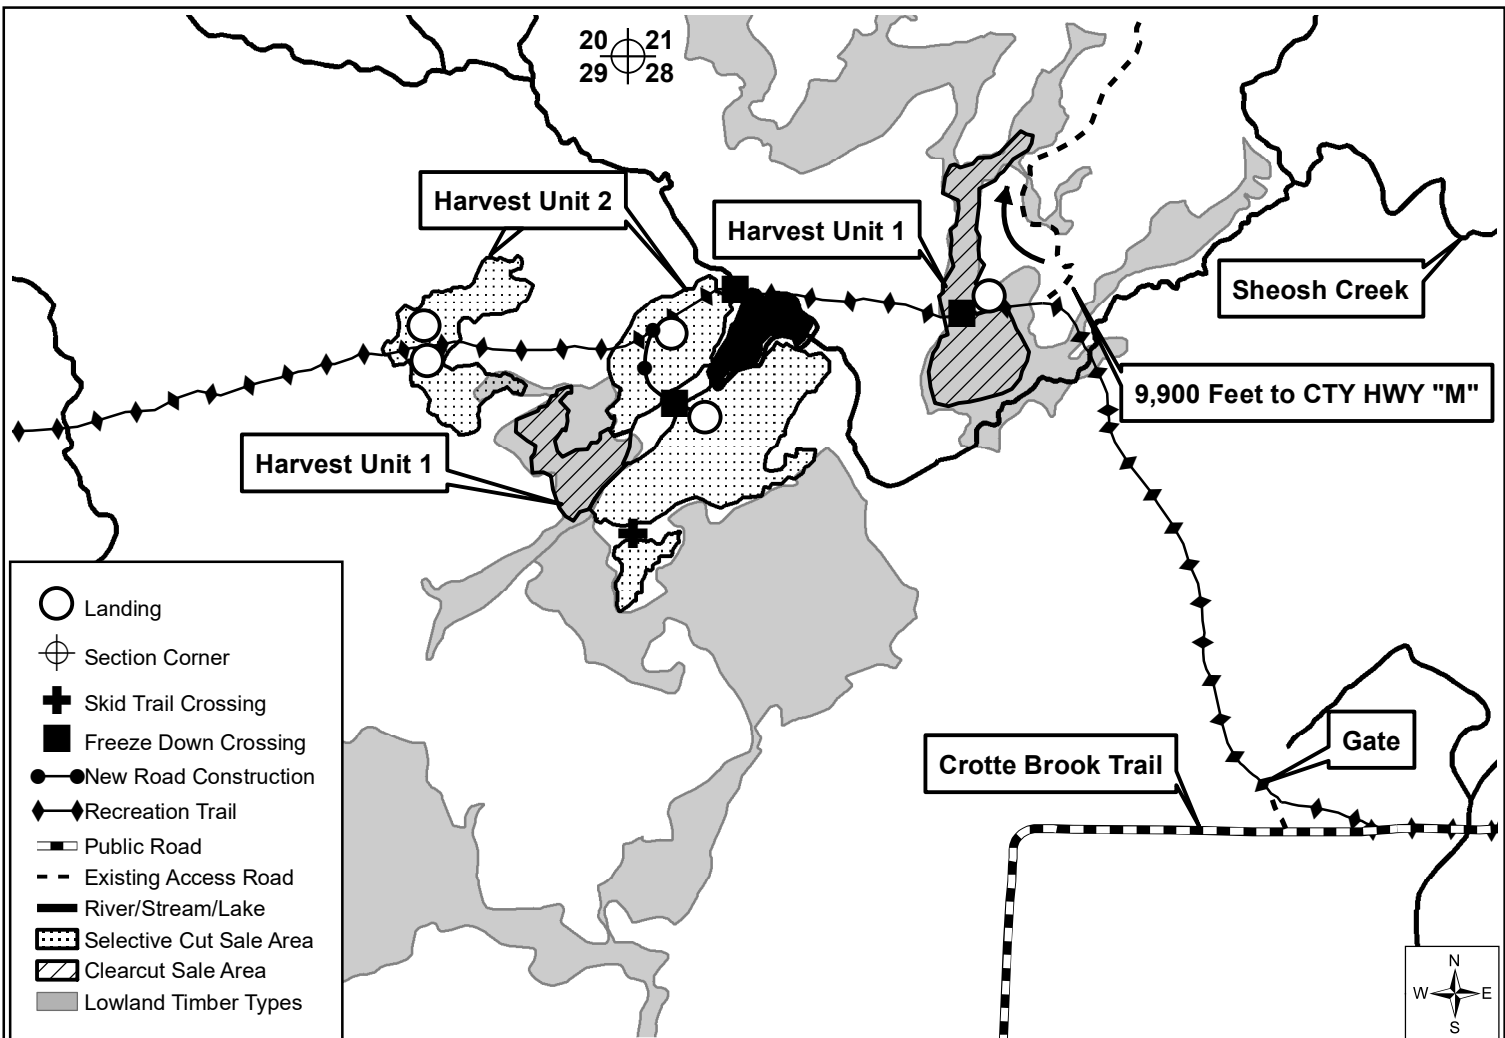 20 21
29 28
Harvest Unit 2
Harvest Unit 1
Sheosh Creek
9,900 Feet to CTY HWY "M"
Harvest Unit 1
Gate
Crotte Brook Trail
Landing
Section Corner
Skid Trail Crossing
Freeze Down Crossing
New Road Construction
Recreation Trail
Public Road
Existing Access Road
River/Stream/Lake
Selective Cut Sale Area
Clearcut Sale Area
Lowland Timber Types
N
W E
S